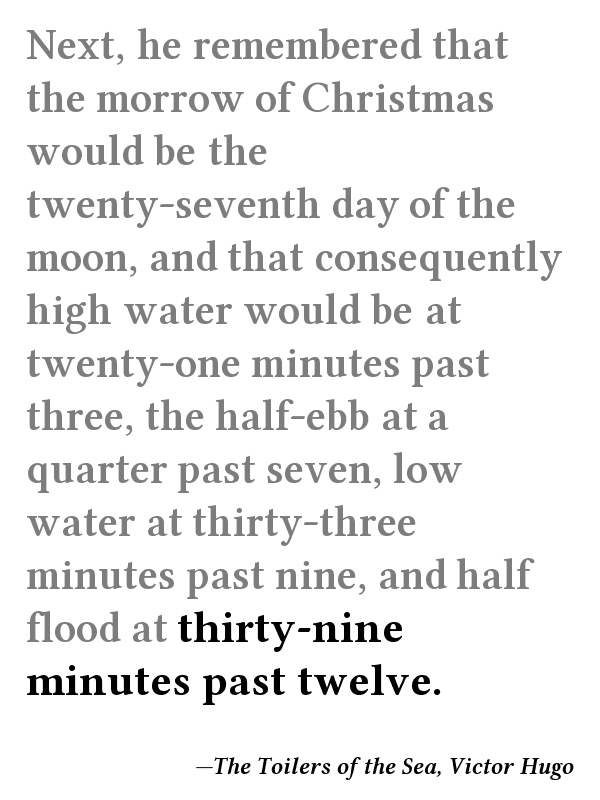 Next, he remembered that
the morrow of Christmas
would be the
twenty-seventh day of the
moon, and that consequently
high water would be at
twenty-one minutes past
three, the half-ebb at a
quarter past seven, low
water at thirty-three
minutes past nine, and half
flood at thirty-nine
minutes past twelve.
—The Toilers of the Sea, Victor Hugo